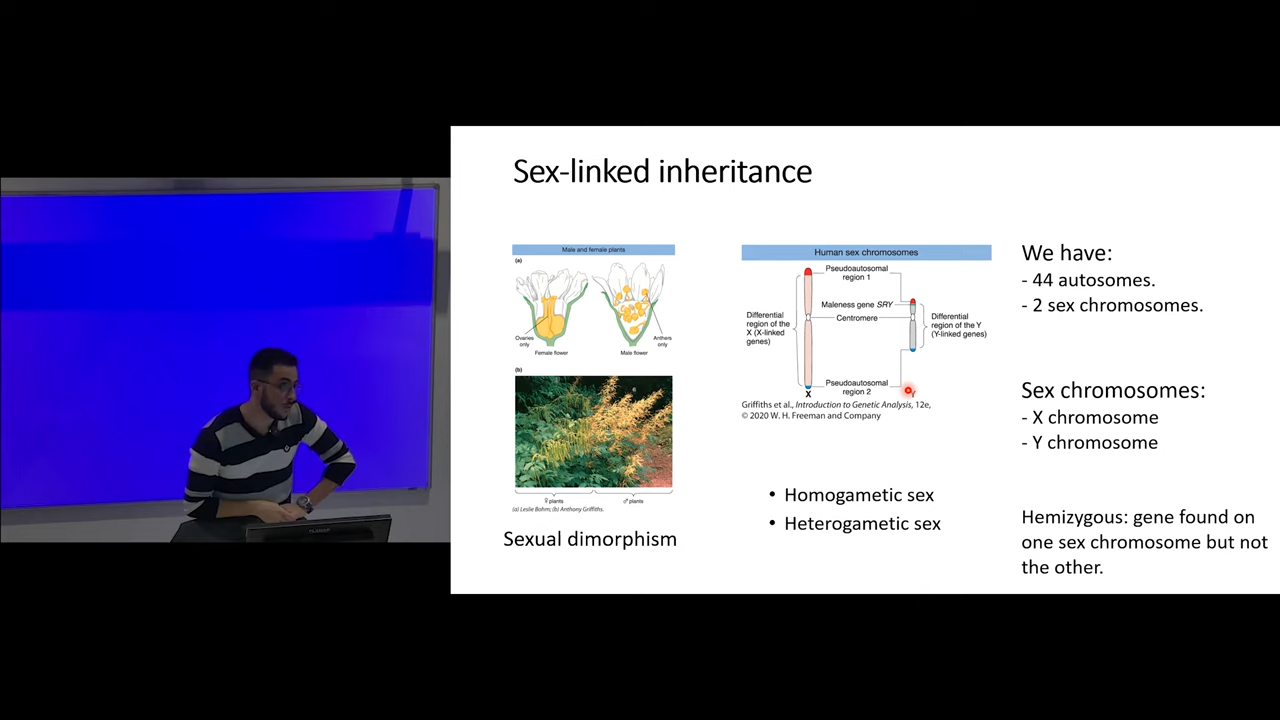 Sex-linked inheritance
Male and female plants
(a)
Ovaries
only
Female flower
Anthers
only
Male flower
(b)
♀ plants
♂ plants
(a) Leslie Bohm; (b) Anthony Griffiths.
Sexual dimorphism
Human sex chromosomes
Pseudoautosomal
region 1
Maleness gene SRY
Centromere
Differential
region of the
X (X-linked
genes)
Differential
region of the Y
(Y-linked genes)
Pseudoautosomal
region 2
X
Y
Griffiths et al., Introduction to Genetic Analysis, 12e,
© 2020 W. H. Freeman and Company
• Homogametic sex
• Heterogametic sex
We have:
- 44 autosomes.
- 2 sex chromosomes.
Sex chromosomes:
- X chromosome
- Y chromosome
Hemizygous: gene found on
one sex chromosome but not
the other.